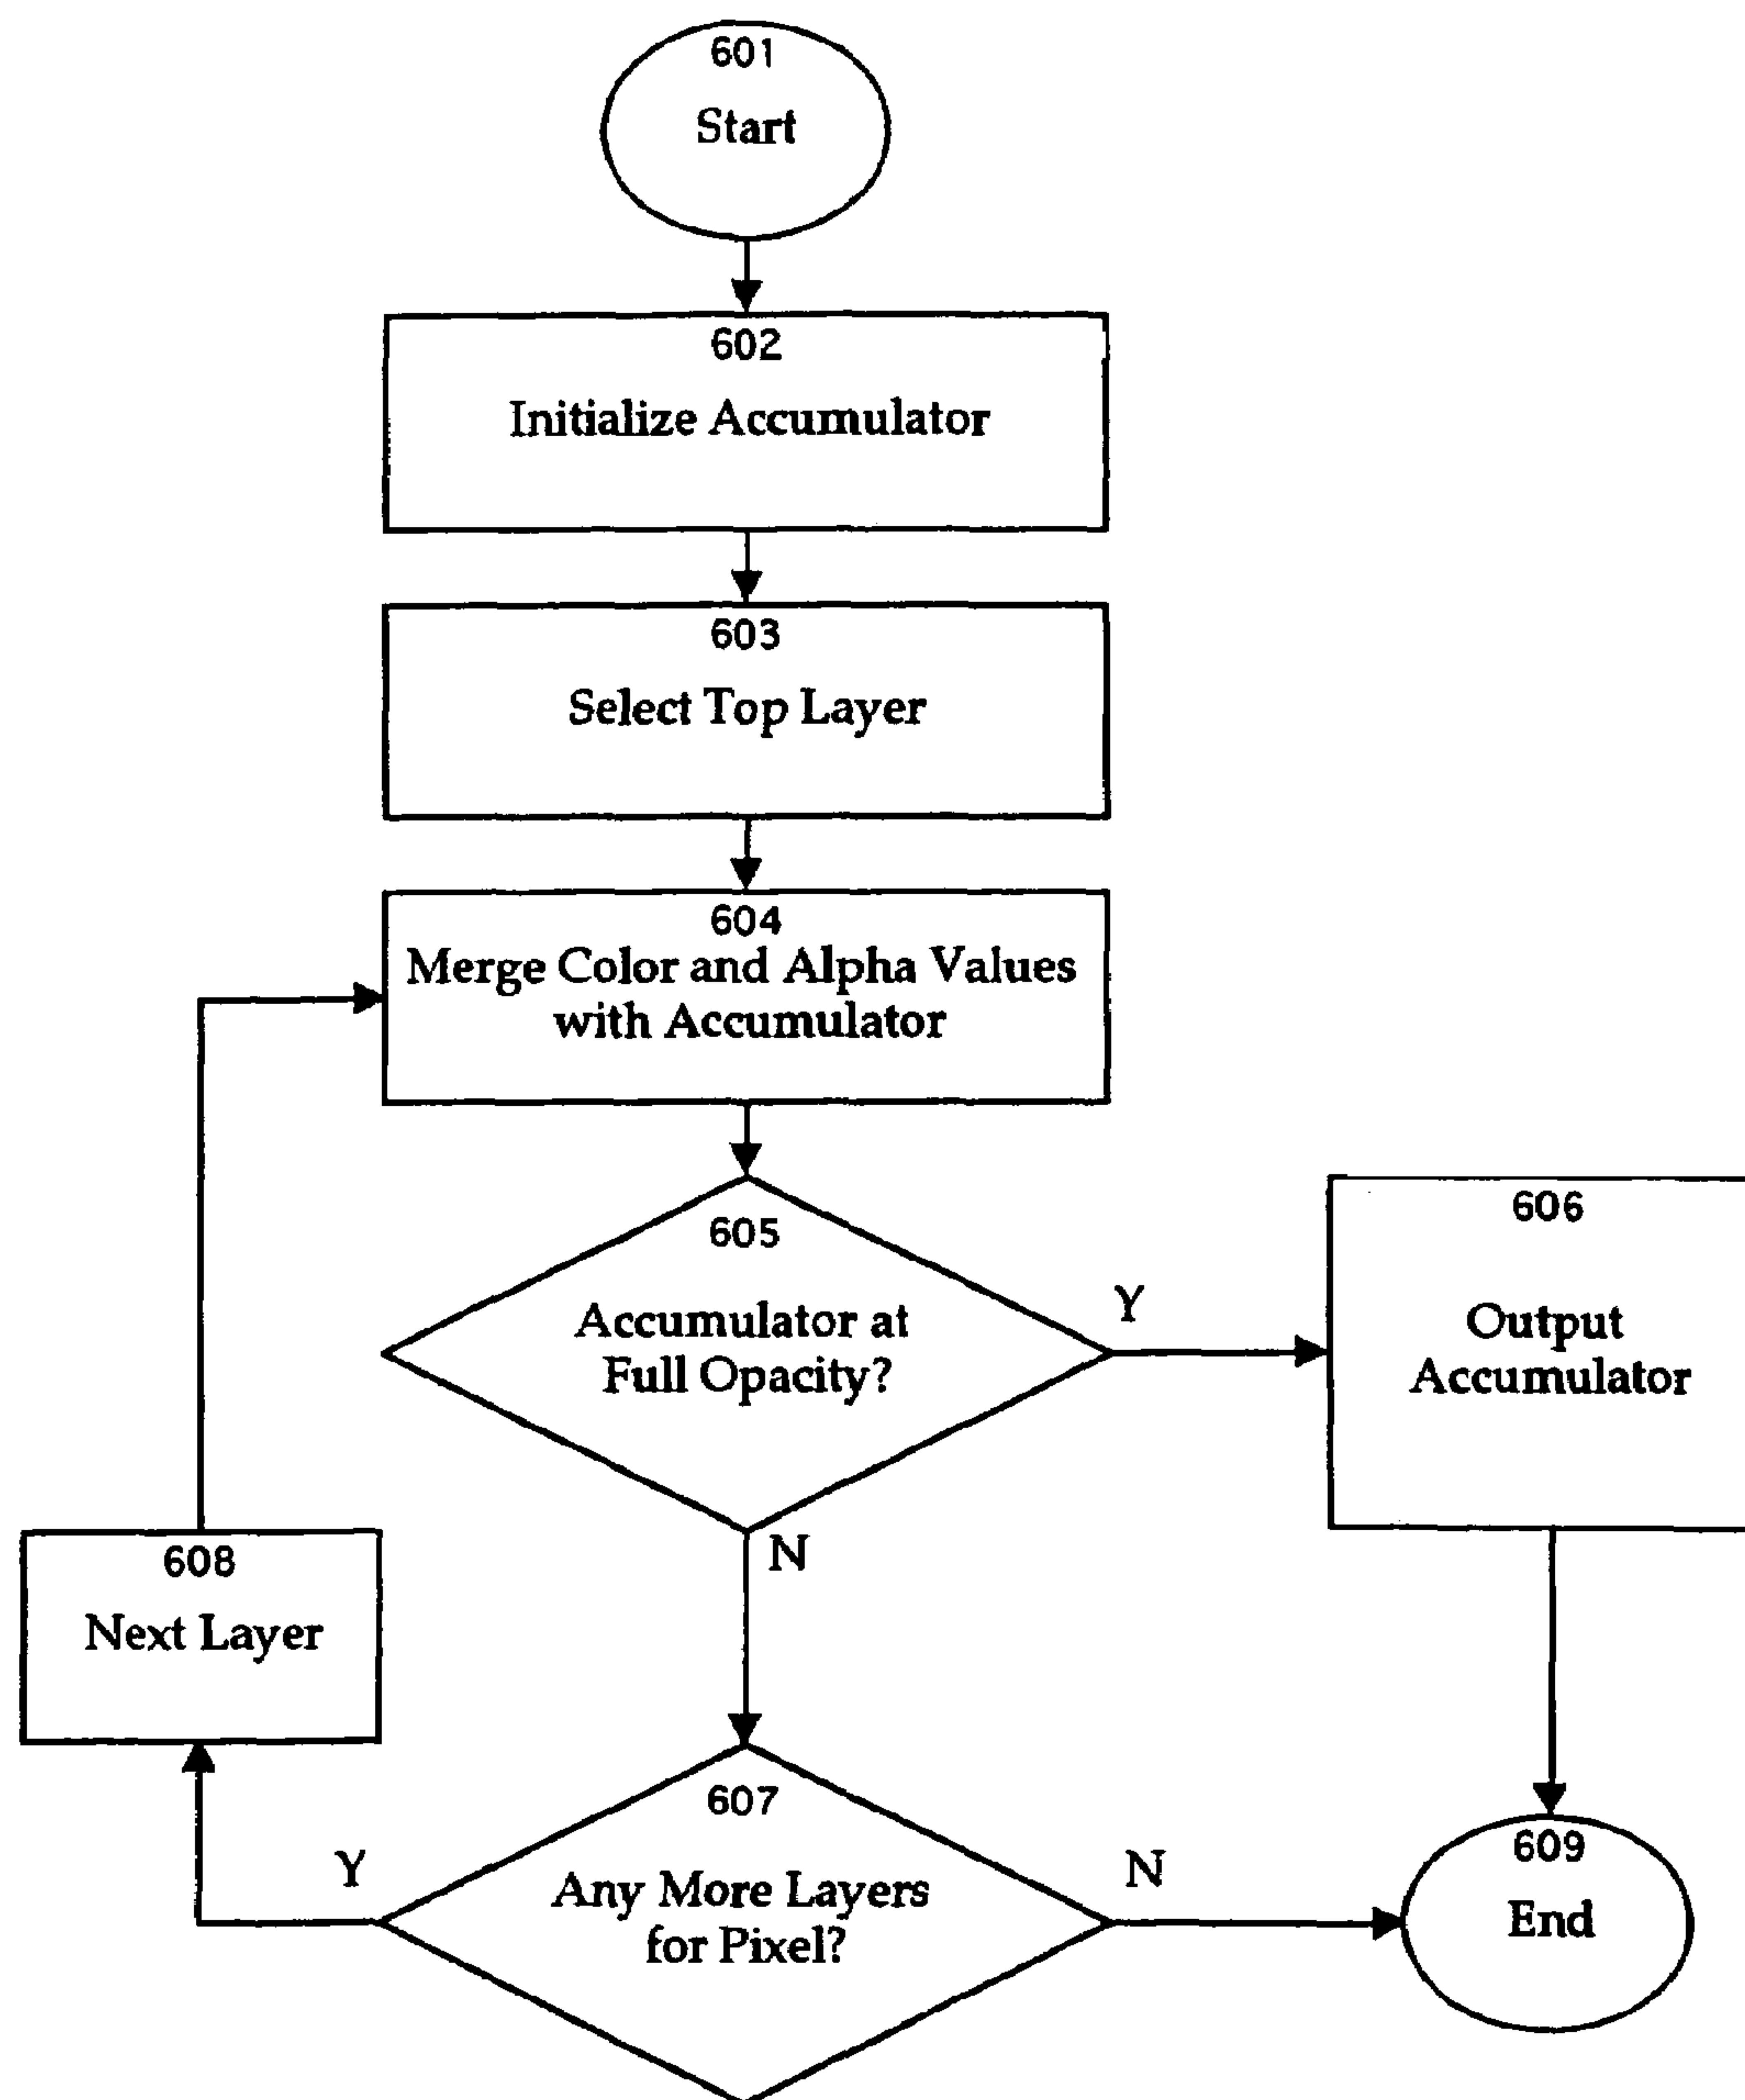 601
Start
602
Initialize Accumulator
603
Select Top Layer
604
Merge Color and Alpha Values
with Accumulator
605
Accumulator at
Full Opacity?
Y
N
606
Output
Accumulator
608
Next Layer
607
Any More Layers
for Pixel?
Y
N
609
End